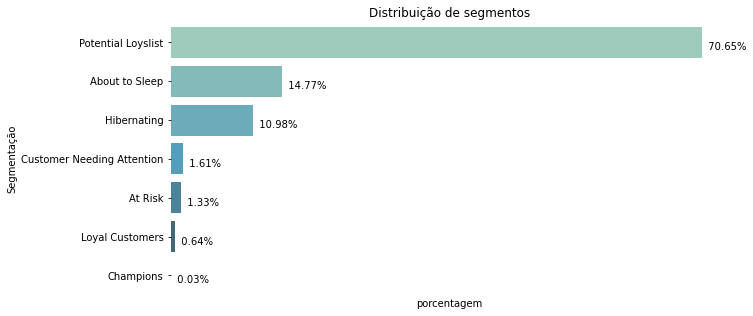 Distribuição de segmentos
Segmentação
Potential Loyslist 70.65%
About to Sleep 14.77%
Hibernating 10.98%
Customer Needing Attention 1.61%
At Risk 1.33%
Loyal Customers 0.64%
Champions 0.03%
porcentagem